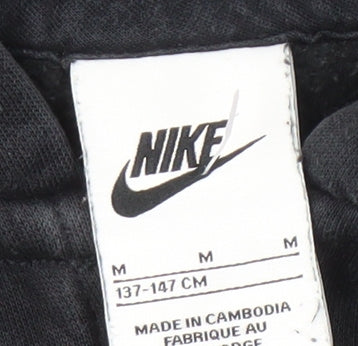 NIKE
M M M
137-147 CM
MADE IN CAMBODIA
FABRIQUE AU